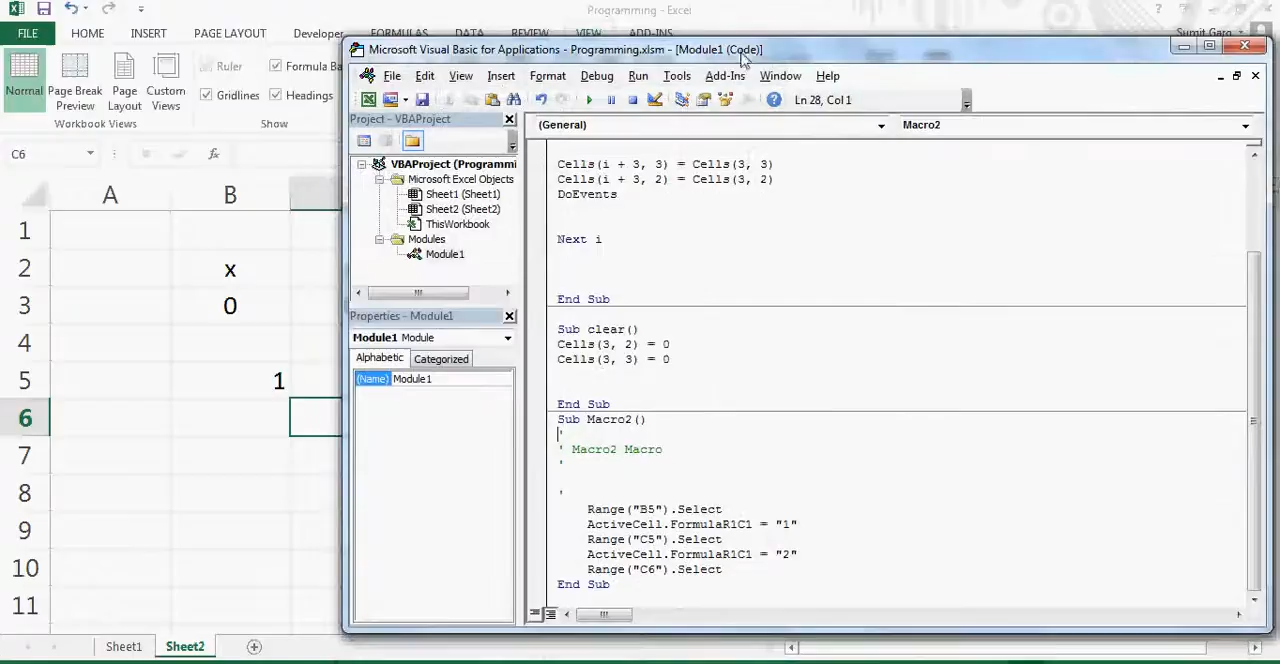 Programming - Excel
FILE HOME INSERT PAGE LAYOUT Developer FORMULAS DATA REVIEW VIEW ADD-INS Sumit Garg
Normal Page Break Preview Page Layout Custom Views
Workbook Views
Ruler Formula Ba
Gridlines Headings
Show
C6 fx
A B
1
2 x
3 0
4
5 1
6
7
8
9
10
11
Sheet1 Sheet2
Microsoft Visual Basic for Applications - Programming.xlsm - [Module1 (Code)]
File Edit View Insert Format Debug Run Tools Add-Ins Window Help
Ln 28, Col 1
Project - VBAProject
VBAProject (Programmi
Microsoft Excel Objects
Sheet1 (Sheet1)
Sheet2 (Sheet2)
ThisWorkbook
Modules
Module1
Properties - Module1
Module1 Module
Alphabetic Categorized
(Name) Module1
(General) Macro2
Cells(i + 3, 3) = Cells(3, 3)
Cells(i + 3, 2) = Cells(3, 2)
DoEvents
Next i
End Sub
Sub clear()
Cells(3, 2) = 0
Cells(3, 3) = 0
End Sub
Sub Macro2()
'
' Macro2 Macro
'
'
Range("B5").Select
ActiveCell.FormulaR1C1 = "1"
Range("C5").Select
ActiveCell.FormulaR1C1 = "2"
Range("C6").Select
End Sub